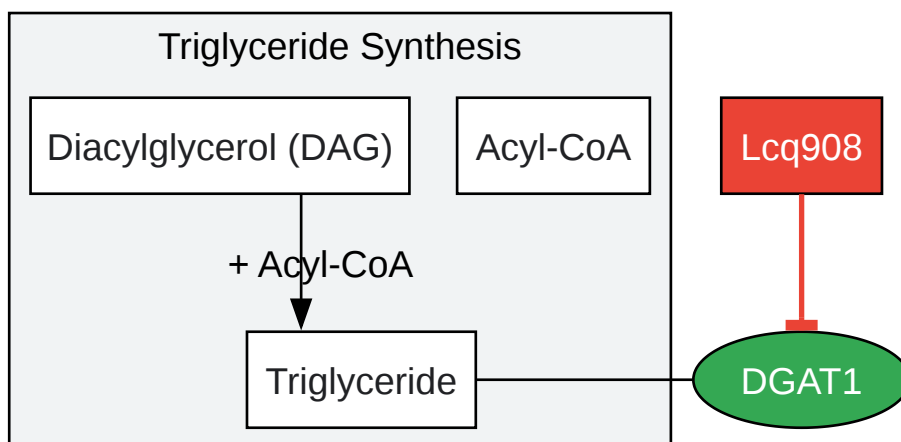 Triglyceride Synthesis
Diacylglycerol (DAG)
Acyl-CoA
Lcq908
+ Acyl-CoA
Triglyceride
DGAT1